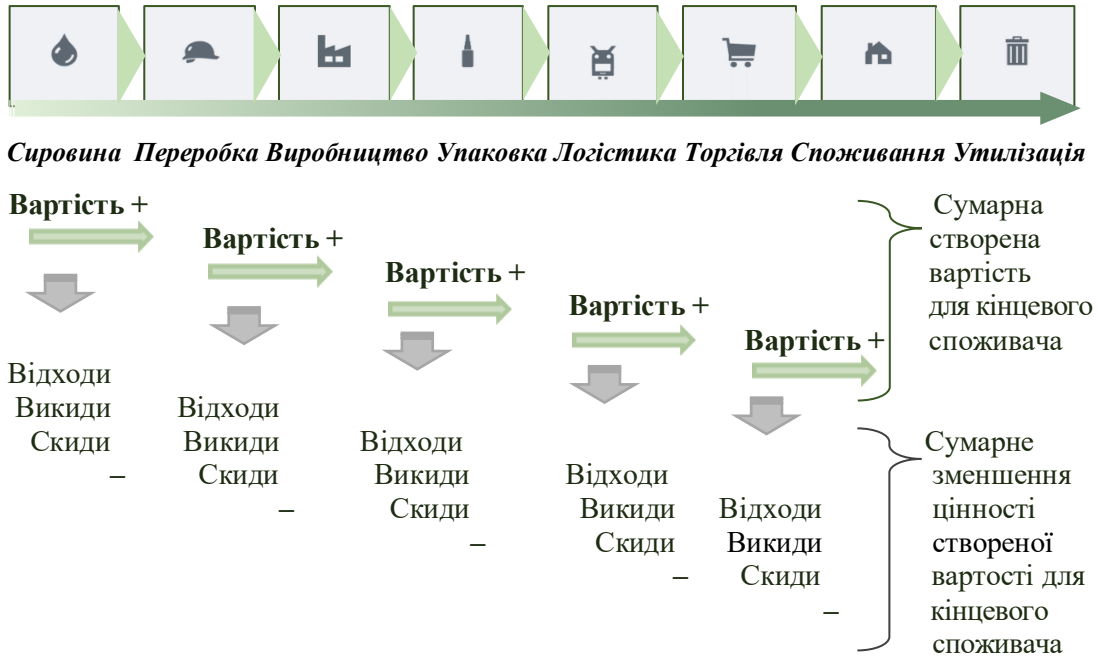 Сировина Переробка Виробництво Упаковка Логістика Торгівля Споживання Утилізація
Вартість +
Вартість +
Вартість +
Вартість +
Вартість +
Сумарна
створена
вартість
для кінцевого
споживача
Відходи
Викиди
Скиди
–
Відходи
Викиди
Скиди
–
Відходи
Викиди
Скиди
–
Відходи
Викиди
Скиди
–
Відходи
Викиди
Скиди
–
Сумарне
зменшення
цінності
створеної
вартості для
кінцевого
споживача